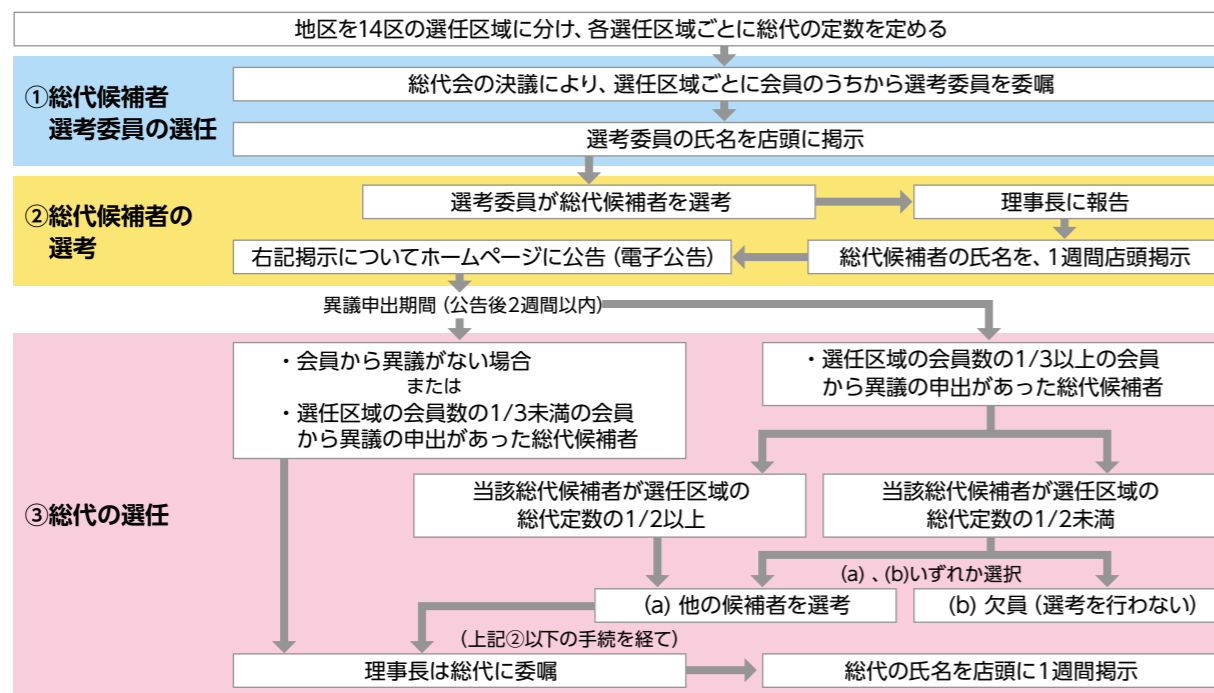 地区を14区の選任区域に分け、各選任区域ごとに総代の定数を定める
①総代候補者
選考委員の選任
総代会の決議により、選任区域ごとに会員のうちから選考委員を委嘱
選考委員の氏名を店頭に掲示
②総代候補者の
選考
選考委員が総代候補者を選考
理事長に報告
右記掲示についてホームページに公告（電子公告）
総代候補者の氏名を、1週間店頭掲示
異議申出期間（公告後2週間以内）
③総代の選任
・会員から異議がない場合
または
・選任区域の会員数の1/3未満の会員
から異議の申出があった総代候補者
・選任区域の会員数の1/3以上の会員
から異議の申出があった総代候補者
当該総代候補者が選任区域の
総代定数の1/2以上
当該総代候補者が選任区域の
総代定数の1/2未満
(a) 、(b)いずれか選択
(a) 他の候補者を選考
(b) 欠員（選考を行わない）
（上記②以下の手続を経て）
理事長は総代に委嘱
総代の氏名を店頭に1週間掲示